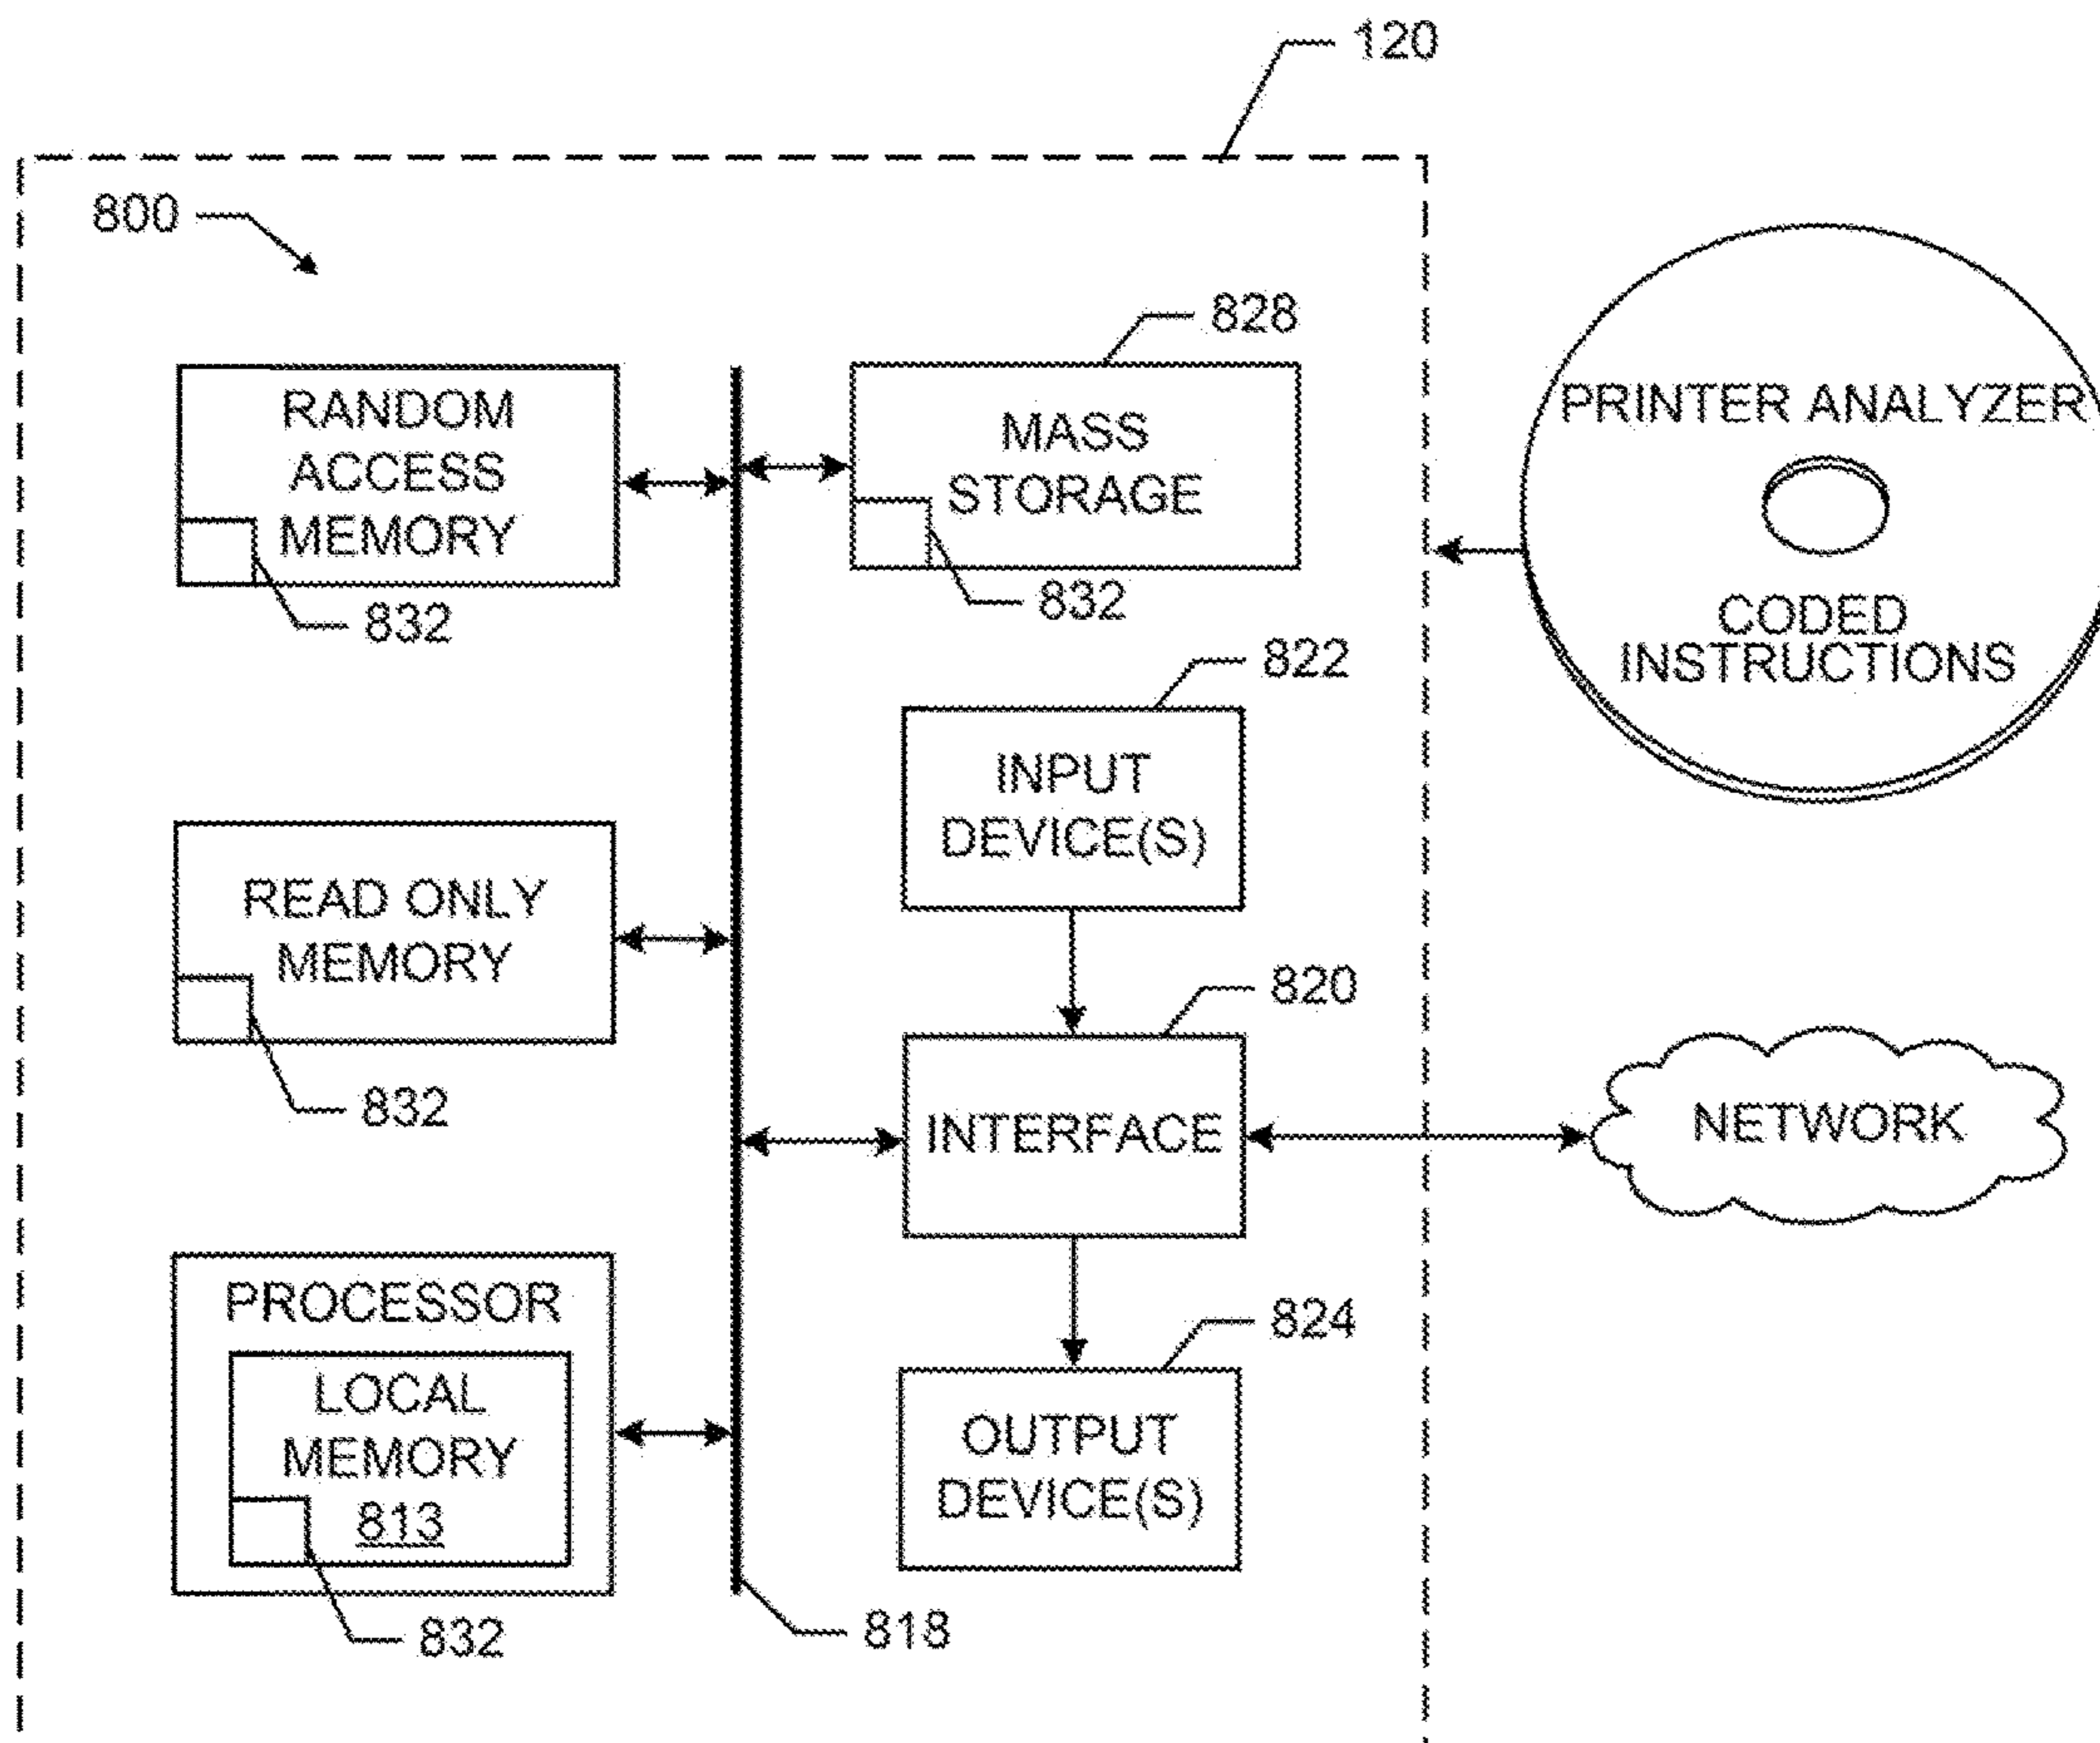 120
800
828
RANDOM
ACCESS
MEMORY
832
MASS
STORAGE
832
PRINTER ANALYZER
CODED
INSTRUCTIONS
822
INPUT
DEVICE(S)
READ ONLY
MEMORY
832
820
INTERFACE
NETWORK
PROCESSOR
LOCAL
MEMORY
813
832
824
OUTPUT
DEVICE(S)
818